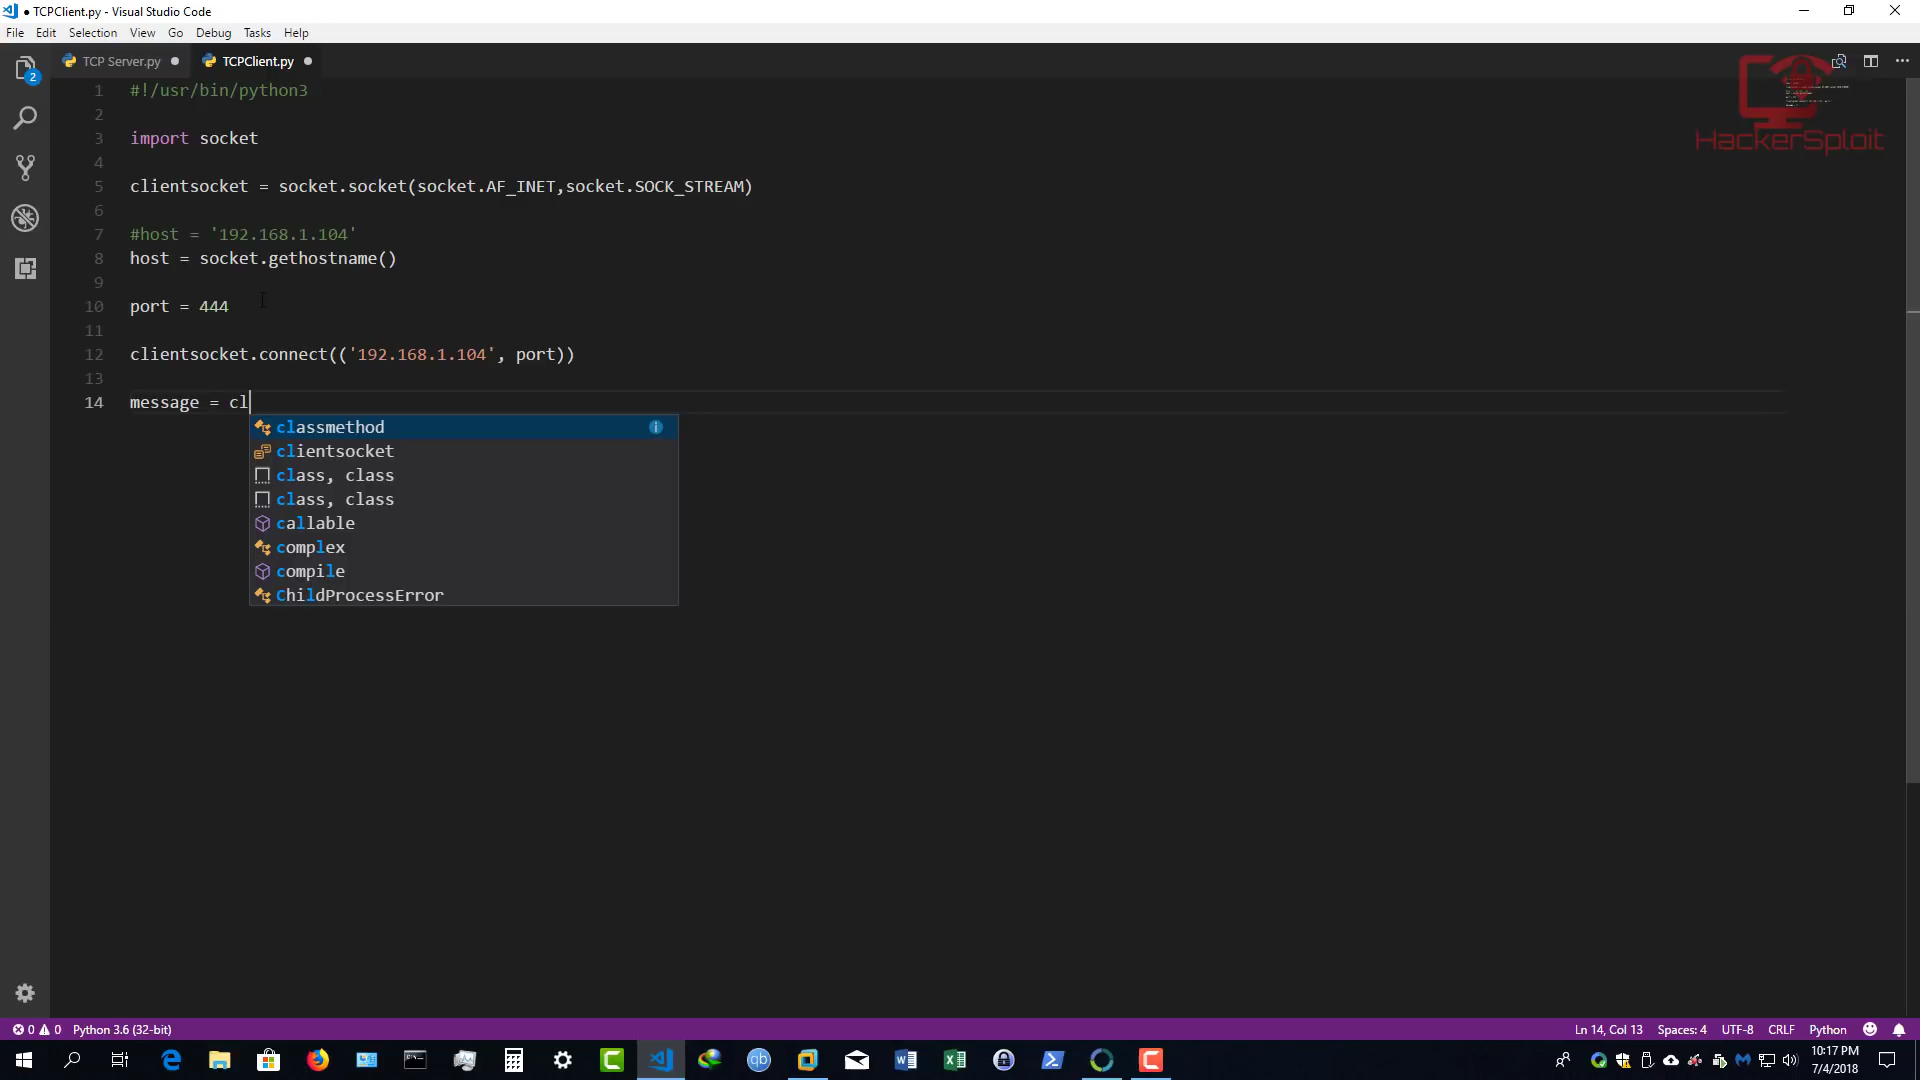 ● TCPClient.py - Visual Studio Code
File Edit Selection View Go Debug Tasks Help
TCP Server.py ● TCPClient.py ●
2
HackerSploit
1 #!/usr/bin/python3
2
3 import socket
4
5 clientsocket = socket.socket(socket.AF_INET,socket.SOCK_STREAM)
6
7 #host = '192.168.1.104'
8 host = socket.gethostname()
9
10 port = 444
11
12 clientsocket.connect(('192.168.1.104', port))
13
14 message = cl
classmethod
clientsocket
class, class
class, class
callable
complex
compile
ChildProcessError
0 0 Python 3.6 (32-bit) Ln 14, Col 13 Spaces: 4 UTF-8 CRLF Python
10:17 PM
7/4/2018